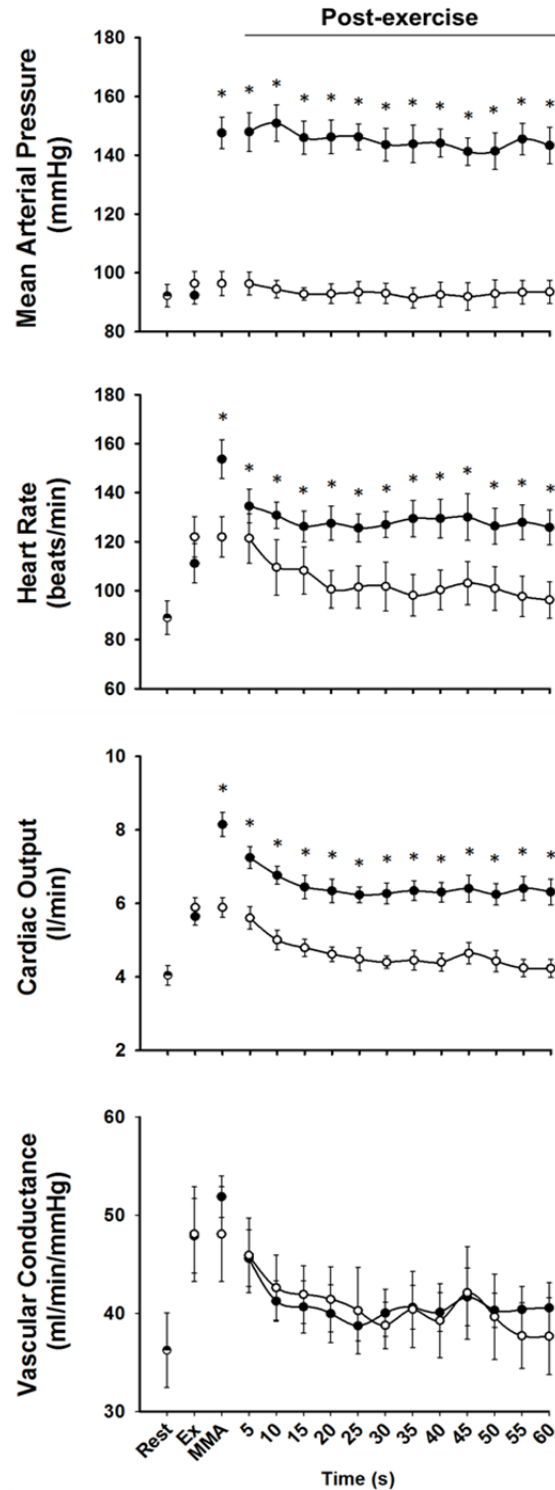 Post-exercise
Mean Arterial Pressure
(mmHg)
180
160
140
120
100
80
* * * * * * * * * * * * *
Heart Rate
(beats/min)
180
160
140
120
100
80
60
* * * * * * * * * * * * *
Cardiac Output
(l/min)
10
8
6
4
2
* * * * * * * * * * * * *
Vascular Conductance
(ml/min/mmHg)
60
50
40
30
Rest Ex MMA 5 10 15 20 25 30 35 40 45 50 55 60
Time (s)